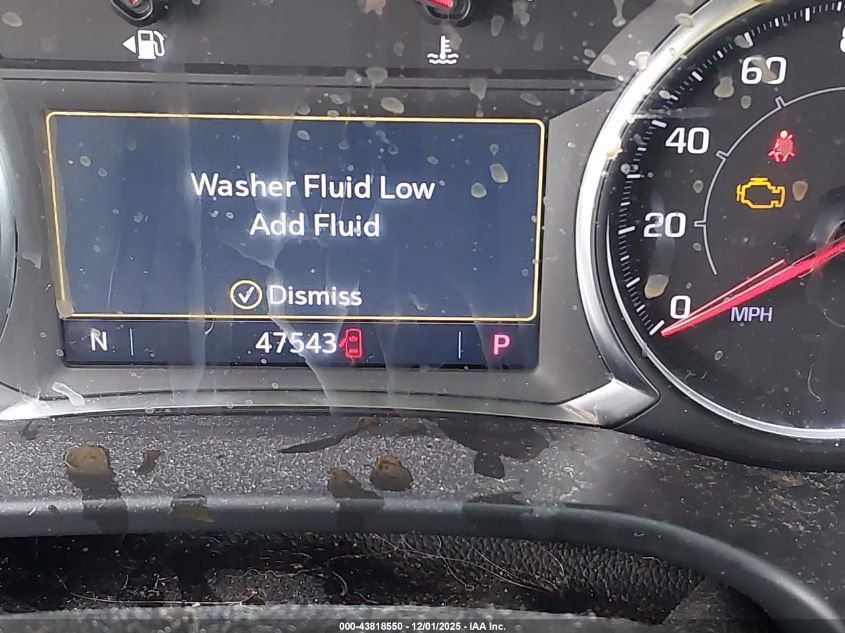 Washer Fluid Low
Add Fluid
Dismiss
N 47543 P
0
20
40
60
MPH
000-43818550 - 12/01/2025 - IAA Inc.